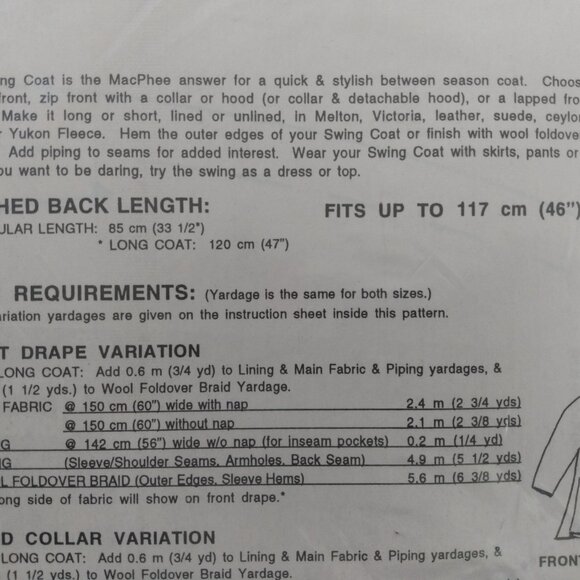 ng Coat is the MacPhee answer for a quick & stylish between season coat. Choos
front, zip front with a collar or hood (or collar & detachable hood), or a lapped fro
Make it long or short, lined or unlined, in Melton, Victoria, leather, suede, ceylon
r Yukon Fleece. Hem the outer edges of your Swing Coat or finish with wool foldover
Add piping to seams for added interest. Wear your Swing Coat with skirts, pants or
ou want to be daring, try the swing as a dress or top.
HED BACK LENGTH: FITS UP TO 117 cm (46")
ULAR LENGTH: 85 cm (33 1/2")
* LONG COAT: 120 cm (47")
REQUIREMENTS: (Yardage is the same for both sizes.)
ariation yardages are given on the instruction sheet inside this pattern.
T DRAPE VARIATION
LONG COAT: Add 0.6 m (3/4 yd) to Lining & Main Fabric & Piping yardages, &
(1 1/2 yds.) to Wool Foldover Braid Yardage.
FABRIC @ 150 cm (60") wide with nap 2.4 m (2 3/4 yds)
@ 150 cm (60") without nap 2.1 m (2 3/8 yds)
NG @ 142 cm (56") wide w/o nap (for inseam pockets) 0.2 m (1/4 yd)
NG (Sleeve/Shoulder Seams, Armholes, Back Seam) 4.9 m (5 1/2 yds)
L FOLDOVER BRAID (Outer Edges, Sleeve Hems) 5.6 m (6 3/8 yds)
ong side of fabric will show on front drape.*
D COLLAR VARIATION
LONG COAT: Add 0.6 m (3/4 yd) to Lining & Main Fabric & Piping yardages, &
(1 1/2 yds.) to Wool Foldover Braid Yardage.
FRONT